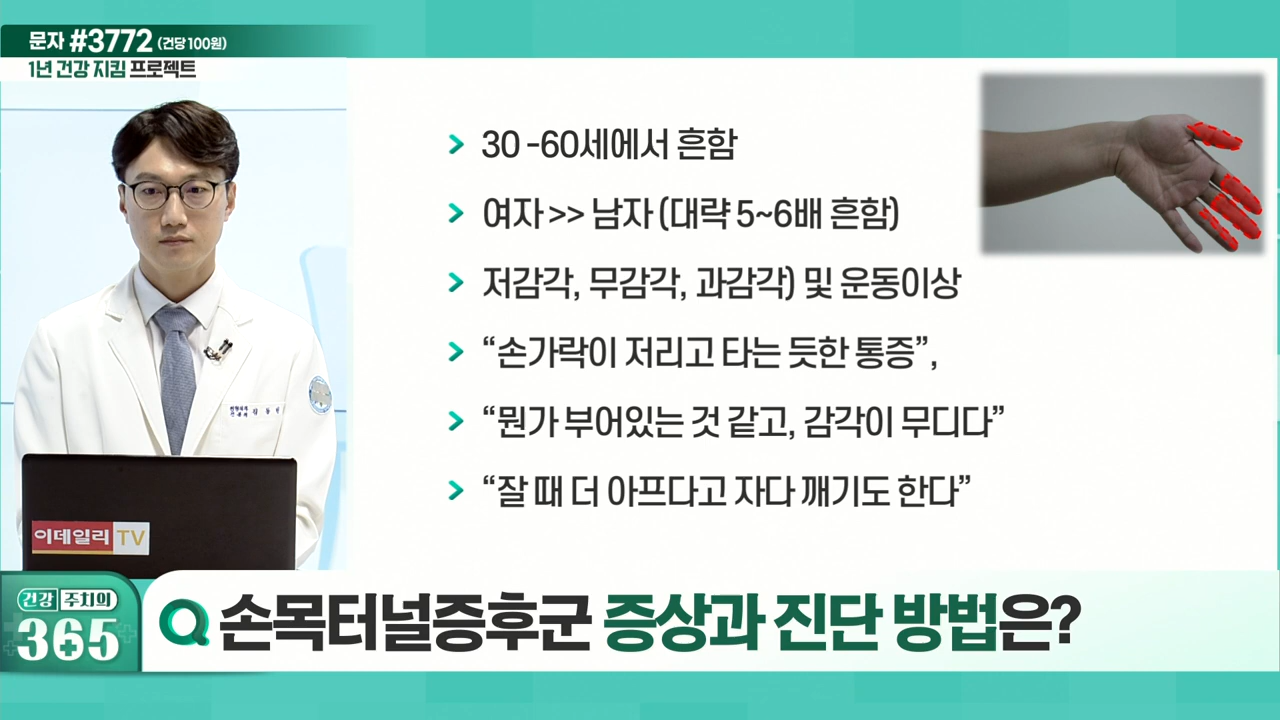 문자 #3772 (건당 100원)
1년 건강 지킴 프로젝트
30 -60세에서 흔함
여자 >> 남자 (대략 5~6배 흔함)
저감각, 무감각, 과감각) 및 운동이상
“손가락이 저리고 타는 듯한 통증”,
“뭔가 부어있는 것 같고, 감각이 무디다”
“잘 때 더 아프다고 자다 깨기도 한다”
이데일리 TV
건강 주치의
365
Q 손목터널증후군 증상과 진단 방법은?